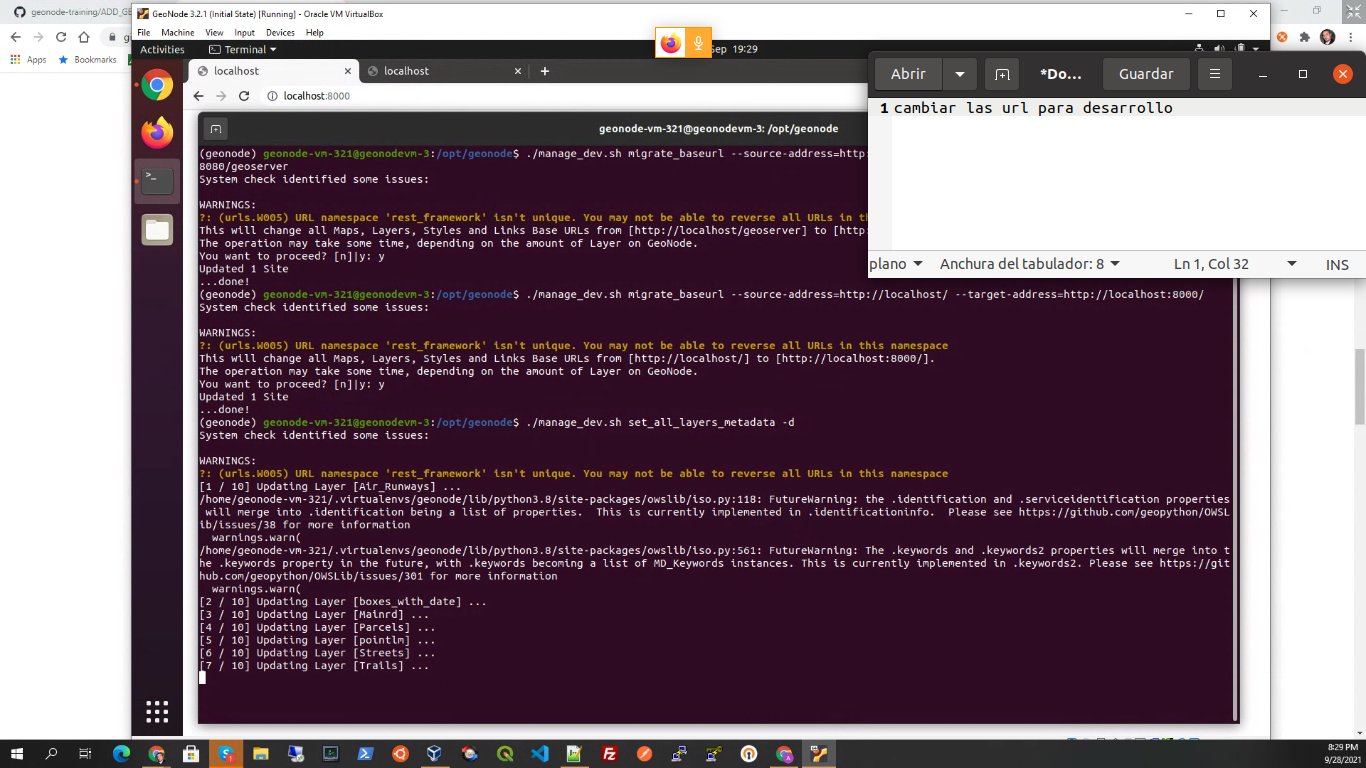 geonode-training/ADD_GE
GeoNode 3.2.1 (Initial State) [Running] - Oracle VM VirtualBox
File Machine View Input Devices Help
Apps Bookmarks
Activities Terminal Sep 19:29
localhost localhost
localhost:8000
Abrir *Do... Guardar
1 cambiar las url para desarrollo
plano Anchura del tabulador: 8 Ln 1, Col 32 INS
geonode-vm-321@geonodevm-3: /opt/geonode
(geonode) geonode-vm-321@geonodevm-3:/opt/geonode$ ./manage_dev.sh migrate_baseurl --source-address=http:
8080/geoserver
System check identified some issues:
WARNINGS:
?: (urls.W005) URL namespace 'rest_framework' isn't unique. You may not be able to reverse all URLs in this
This will change all Maps, Layers, Styles and Links Base URLs from [http://localhost/geoserver] to [http:
The operation may take some time, depending on the amount of Layer on GeoNode.
You want to proceed? [n]|y: y
Updated 1 Site
...done!
(geonode) geonode-vm-321@geonodevm-3:/opt/geonode$ ./manage_dev.sh migrate_baseurl --source-address=http://localhost/ --target-address=http://localhost:8000/
System check identified some issues:
WARNINGS:
?: (urls.W005) URL namespace 'rest_framework' isn't unique. You may not be able to reverse all URLs in this namespace
This will change all Maps, Layers, Styles and Links Base URLs from [http://localhost/] to [http://localhost:8000/].
The operation may take some time, depending on the amount of Layer on GeoNode.
You want to proceed? [n]|y: y
Updated 1 Site
...done!
(geonode) geonode-vm-321@geonodevm-3:/opt/geonode$ ./manage_dev.sh set_all_layers_metadata -d
System check identified some issues:
WARNINGS:
?: (urls.W005) URL namespace 'rest_framework' isn't unique. You may not be able to reverse all URLs in this namespace
[1 / 10] Updating Layer [Air_Runways] ...
/home/geonode-vm-321/.virtualenvs/geonode/lib/python3.8/site-packages/owslib/iso.py:118: FutureWarning: the .identification and .serviceidentification properties
will merge into .identification being a list of properties. This is currently implemented in .identificationinfo. Please see https://github.com/geopython/OWSL
ib/issues/38 for more information
warnings.warn(
/home/geonode-vm-321/.virtualenvs/geonode/lib/python3.8/site-packages/owslib/iso.py:561: FutureWarning: The .keywords and .keywords2 properties will merge into t
he .keywords property in the future, with .keywords becoming a list of MD_Keywords instances. This is currently implemented in .keywords2. Please see https://git
hub.com/geopython/OWSLib/issues/301 for more information
warnings.warn(
[2 / 10] Updating Layer [boxes_with_date] ...
[3 / 10] Updating Layer [Mainrd] ...
[4 / 10] Updating Layer [Parcels] ...
[5 / 10] Updating Layer [pointlm] ...
[6 / 10] Updating Layer [Streets] ...
[7 / 10] Updating Layer [Trails] ...
8:29 PM
9/28/2021